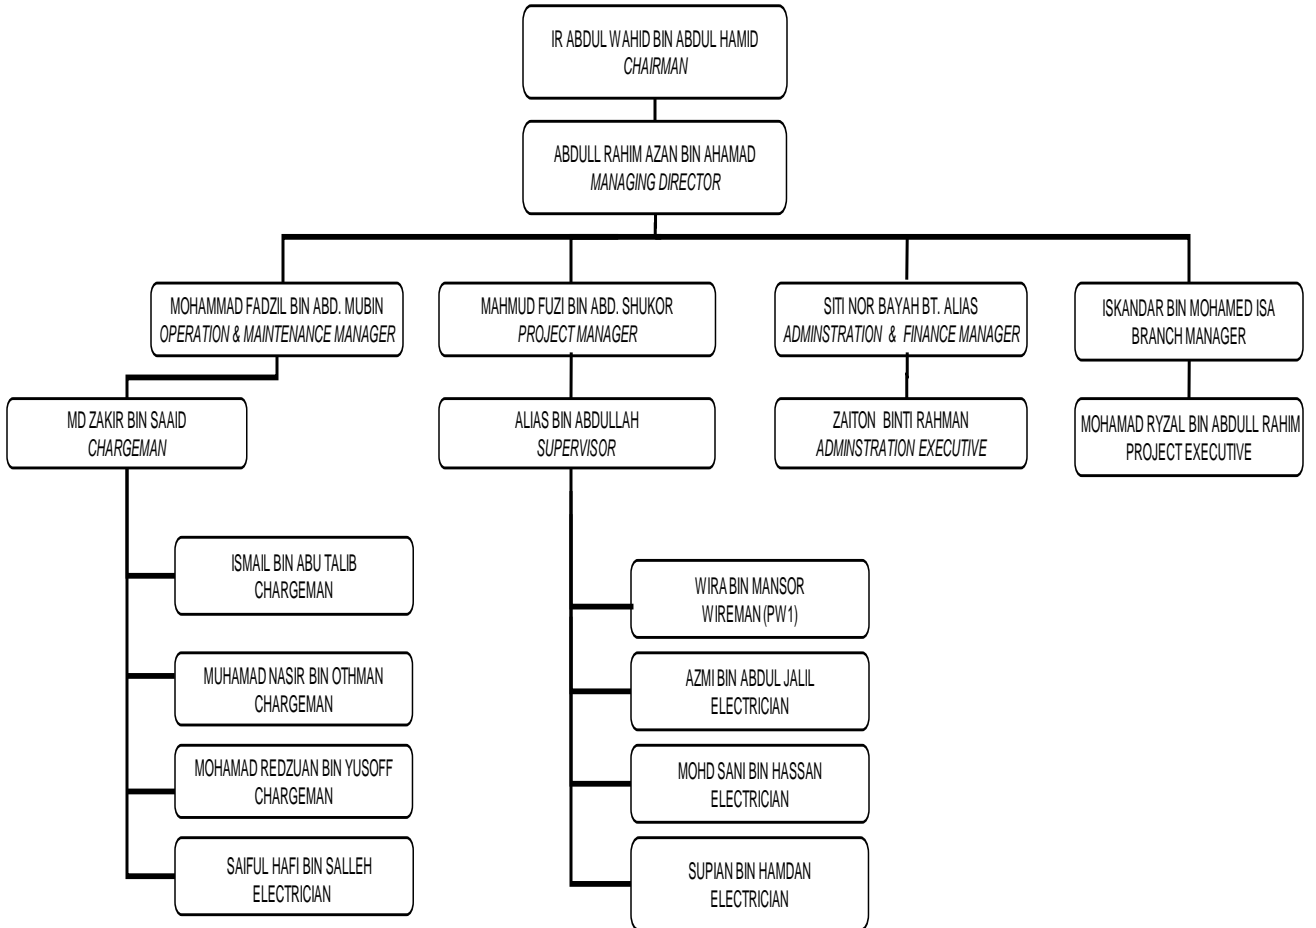 IR ABDUL WAHID BIN ABDUL HAMID
CHAIRMAN
ABDULL RAHIM AZAN BIN AHAMAD
MANAGING DIRECTOR
MOHAMMAD FADZIL BIN ABD. MUBIN
OPERATION & MAINTENANCE MANAGER
MAHMUD FUZI BIN ABD. SHUKOR
PROJECT MANAGER
SITI NOR BAYAH BT. ALIAS
ADMINSTRATION & FINANCE MANAGER
ISKANDAR BIN MOHAMED ISA
BRANCH MANAGER
MD ZAKIR BIN SAAID
CHARGEMAN
ALIAS BIN ABDULLAH
SUPERVISOR
ZAITON BINTI RAHMAN
ADMINSTRATION EXECUTIVE
MOHAMAD RYZAL BIN ABDULL RAHIM
PROJECT EXECUTIVE
ISMAIL BIN ABU TALIB
CHARGEMAN
MUHAMAD NASIR BIN OTHMAN
CHARGEMAN
MOHAMAD REDZUAN BIN YUSOFF
CHARGEMAN
SAIFUL HAFI BIN SALLEH
ELECTRICIAN
WIRA BIN MANSOR
WIREMAN (PW1)
AZMI BIN ABDUL JALIL
ELECTRICIAN
MOHD SANI BIN HASSAN
ELECTRICIAN
SUPIAN BIN HAMDAN
ELECTRICIAN